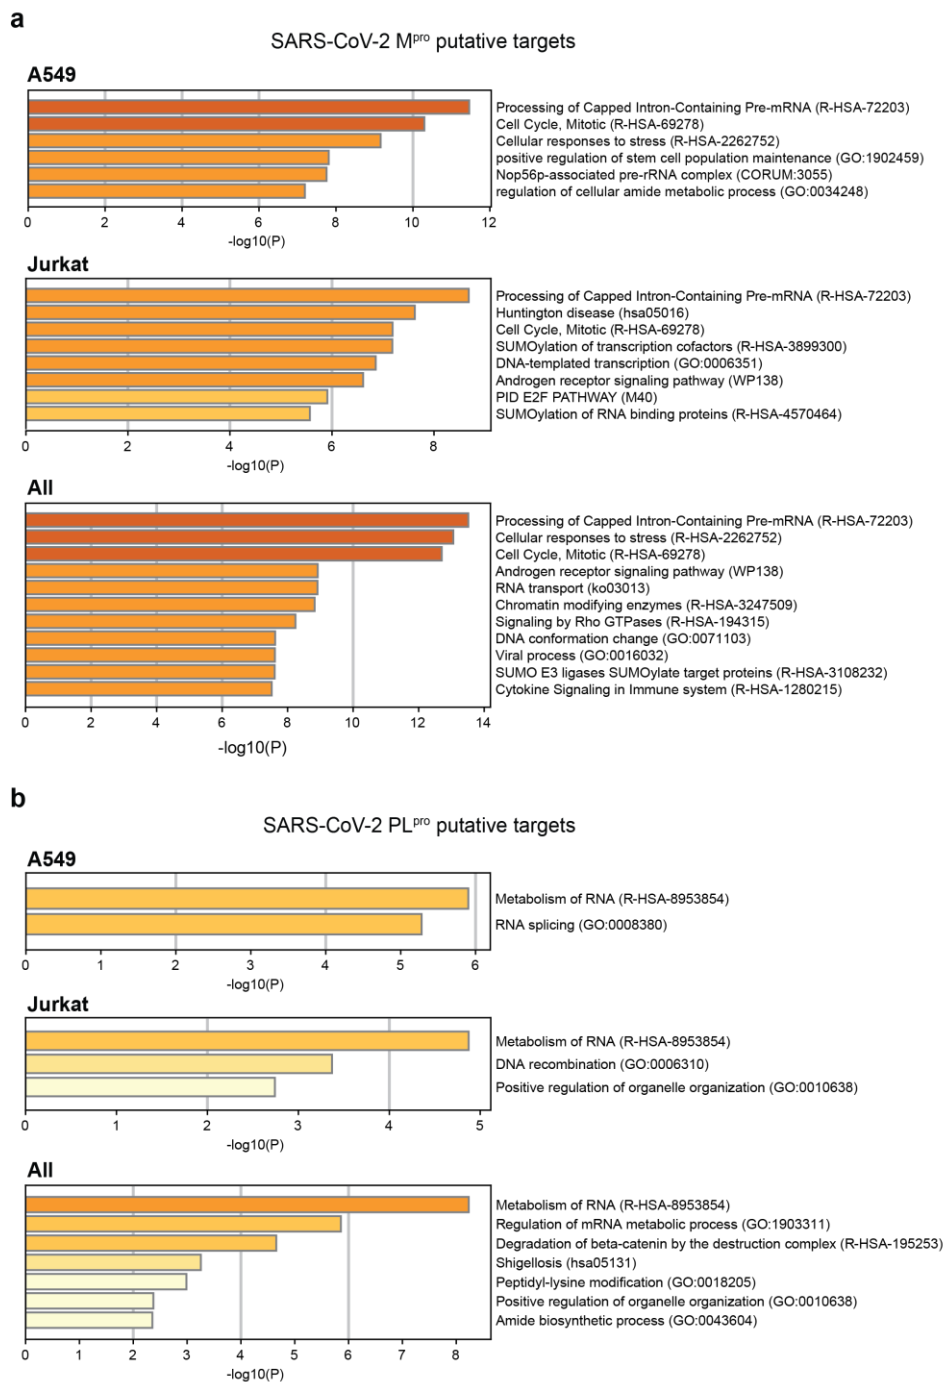 a
SARS-CoV-2 Mpro putative targets
A549
Processing of Capped Intron-Containing Pre-mRNA (R-HSA-72203)
Cell Cycle, Mitotic (R-HSA-69278)
Cellular responses to stress (R-HSA-2262752)
positive regulation of stem cell population maintenance (GO:1902459)
Nop56p-associated pre-rRNA complex (CORUM:3055)
regulation of cellular amide metabolic process (GO:0034248)
0 2 4 6 8 10 12
-log10(P)
Jurkat
Processing of Capped Intron-Containing Pre-mRNA (R-HSA-72203)
Huntington disease (hsa05016)
Cell Cycle, Mitotic (R-HSA-69278)
SUMOylation of transcription cofactors (R-HSA-3899300)
DNA-templated transcription (GO:0006351)
Androgen receptor signaling pathway (WP138)
PID E2F PATHWAY (M40)
SUMOylation of RNA binding proteins (R-HSA-4570464)
0 2 4 6 8
-log10(P)
All
Processing of Capped Intron-Containing Pre-mRNA (R-HSA-72203)
Cellular responses to stress (R-HSA-2262752)
Cell Cycle, Mitotic (R-HSA-69278)
Androgen receptor signaling pathway (WP138)
RNA transport (ko03013)
Chromatin modifying enzymes (R-HSA-3247509)
Signaling by Rho GTPases (R-HSA-194315)
DNA conformation change (GO:0071103)
Viral process (GO:0016032)
SUMO E3 ligases SUMOylate target proteins (R-HSA-3108232)
Cytokine Signaling in Immune system (R-HSA-1280215)
0 2 4 6 8 10 12 14
-log10(P)
b
SARS-CoV-2 PLpro putative targets
A549
Metabolism of RNA (R-HSA-8953854)
RNA splicing (GO:0008380)
0 1 2 3 4 5 6
-log10(P)
Jurkat
Metabolism of RNA (R-HSA-8953854)
DNA recombination (GO:0006310)
Positive regulation of organelle organization (GO:0010638)
0 1 2 3 4 5
-log10(P)
All
Metabolism of RNA (R-HSA-8953854)
Regulation of mRNA metabolic process (GO:1903311)
Degradation of beta-catenin by the destruction complex (R-HSA-195253)
Shigellosis (hsa05131)
Peptidyl-lysine modification (GO:0018205)
Positive regulation of organelle organization (GO:0010638)
Amide biosynthetic process (GO:0043604)
0 1 2 3 4 5 6 7 8
-log10(P)